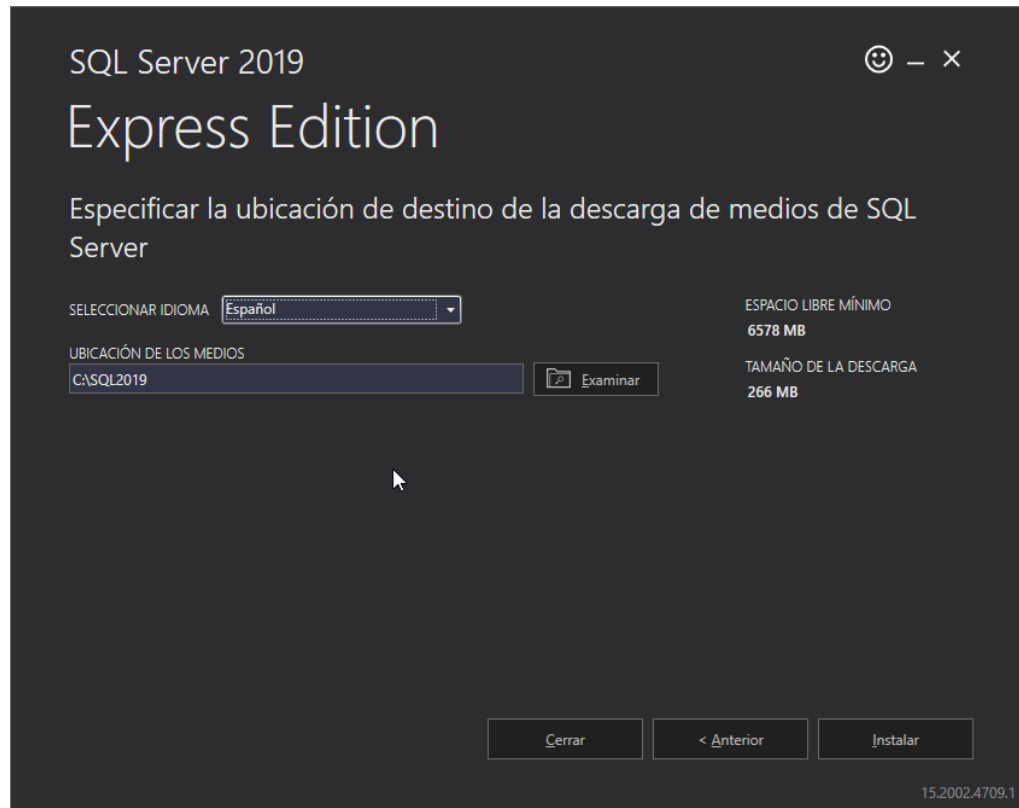 SQL Server 2019
Express Edition
Especificar la ubicación de destino de la descarga de medios de SQL
Server
SELECCIONAR IDIOMA Español
ESPACIO LIBRE MÍNIMO
6578 MB
UBICACIÓN DE LOS MEDIOS
C:\SQL2019 Examinar
TAMAÑO DE LA DESCARGA
266 MB
Cerrar < Anterior Instalar
15.2002.4709.1